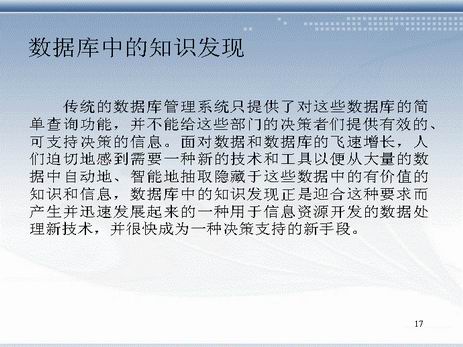 数据库中的知识发现
传统的数据库管理系统只提供了对这些数据库的简
单查询功能，并不能给这些部门的决策者们提供有效的、
可支持决策的信息。面对数据和数据库的飞速增长，人
们迫切地感到需要一种新的技术和工具以便从大量的数
据中自动地、智能地抽取隐藏于这些数据中的有价值的
知识和信息，数据库中的知识发现正是迎合这种要求而
产生并迅速发展起来的一种用于信息资源开发的数据处
理新技术，并很快成为一种决策支持的新手段。
17